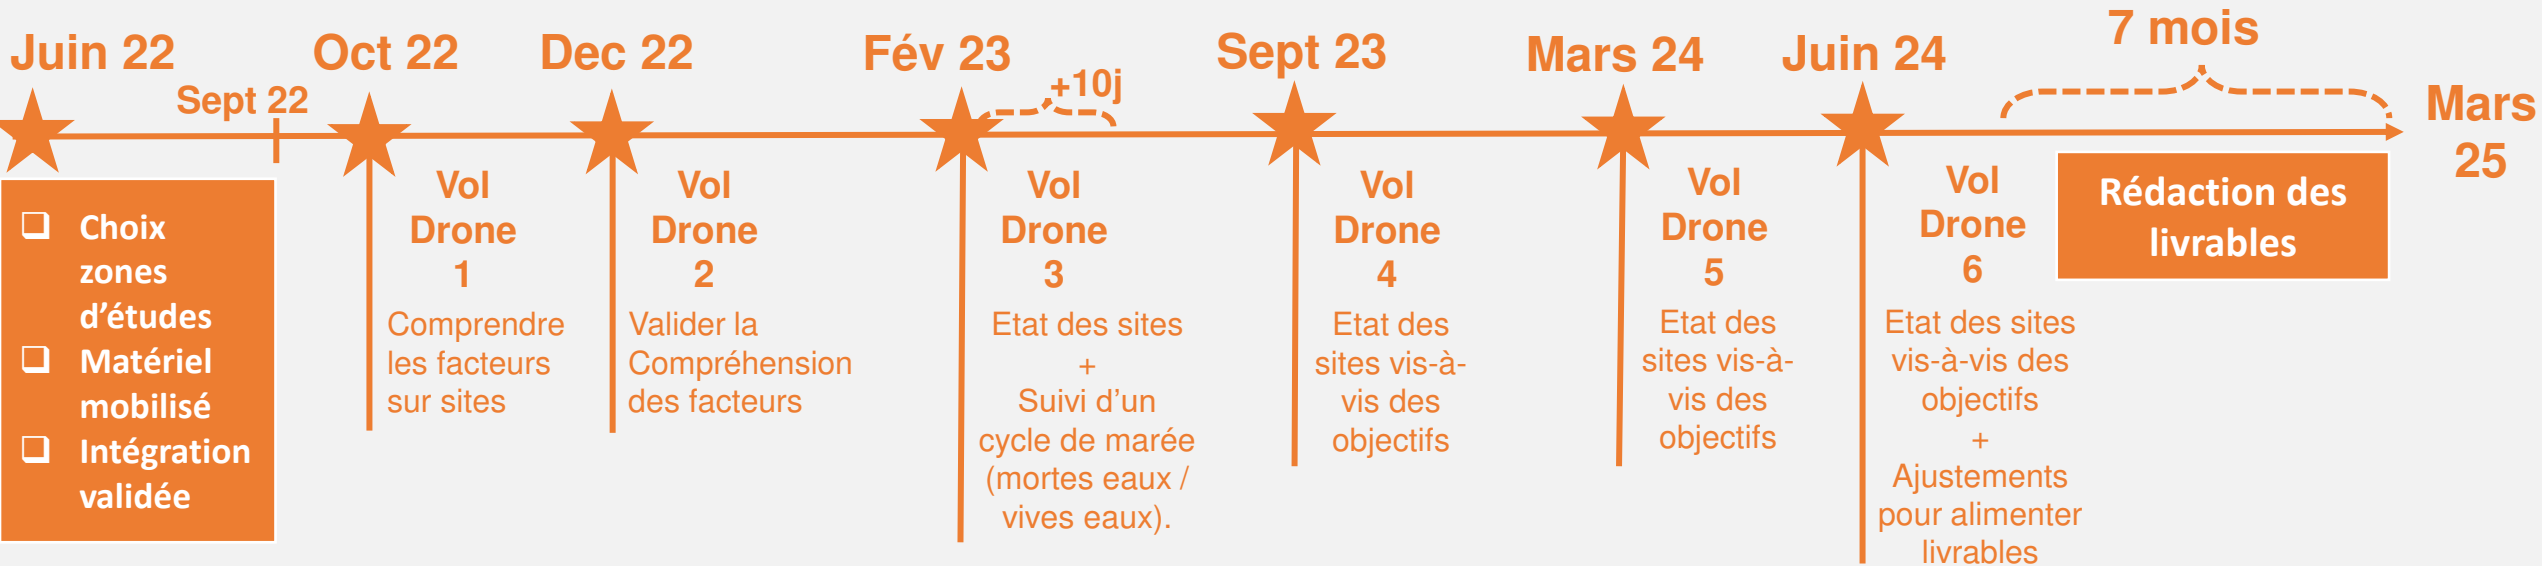 Juin 22
Sept 22
Oct 22
Dec 22
Fév 23
+10j
Sept 23
Mars 24
Juin 24
7 mois
Mars
25
❑ Choix
zones
d’études
❑ Matériel
mobilisé
❑ Intégration
validée
Vol
Drone
1
Comprendre
les facteurs
sur sites
Vol
Drone
2
Valider la
Compréhension
des facteurs
Vol
Drone
3
Etat des sites
+
Suivi d’un
cycle de marée
(mortes eaux /
vives eaux).
Vol
Drone
4
Etat des
sites vis-à-
vis des
objectifs
Vol
Drone
5
Etat des
sites vis-à-
vis des
objectifs
Vol
Drone
6
Etat des sites
vis-à-vis des
objectifs
+
Ajustements
pour alimenter
livrables
Rédaction des
livrables